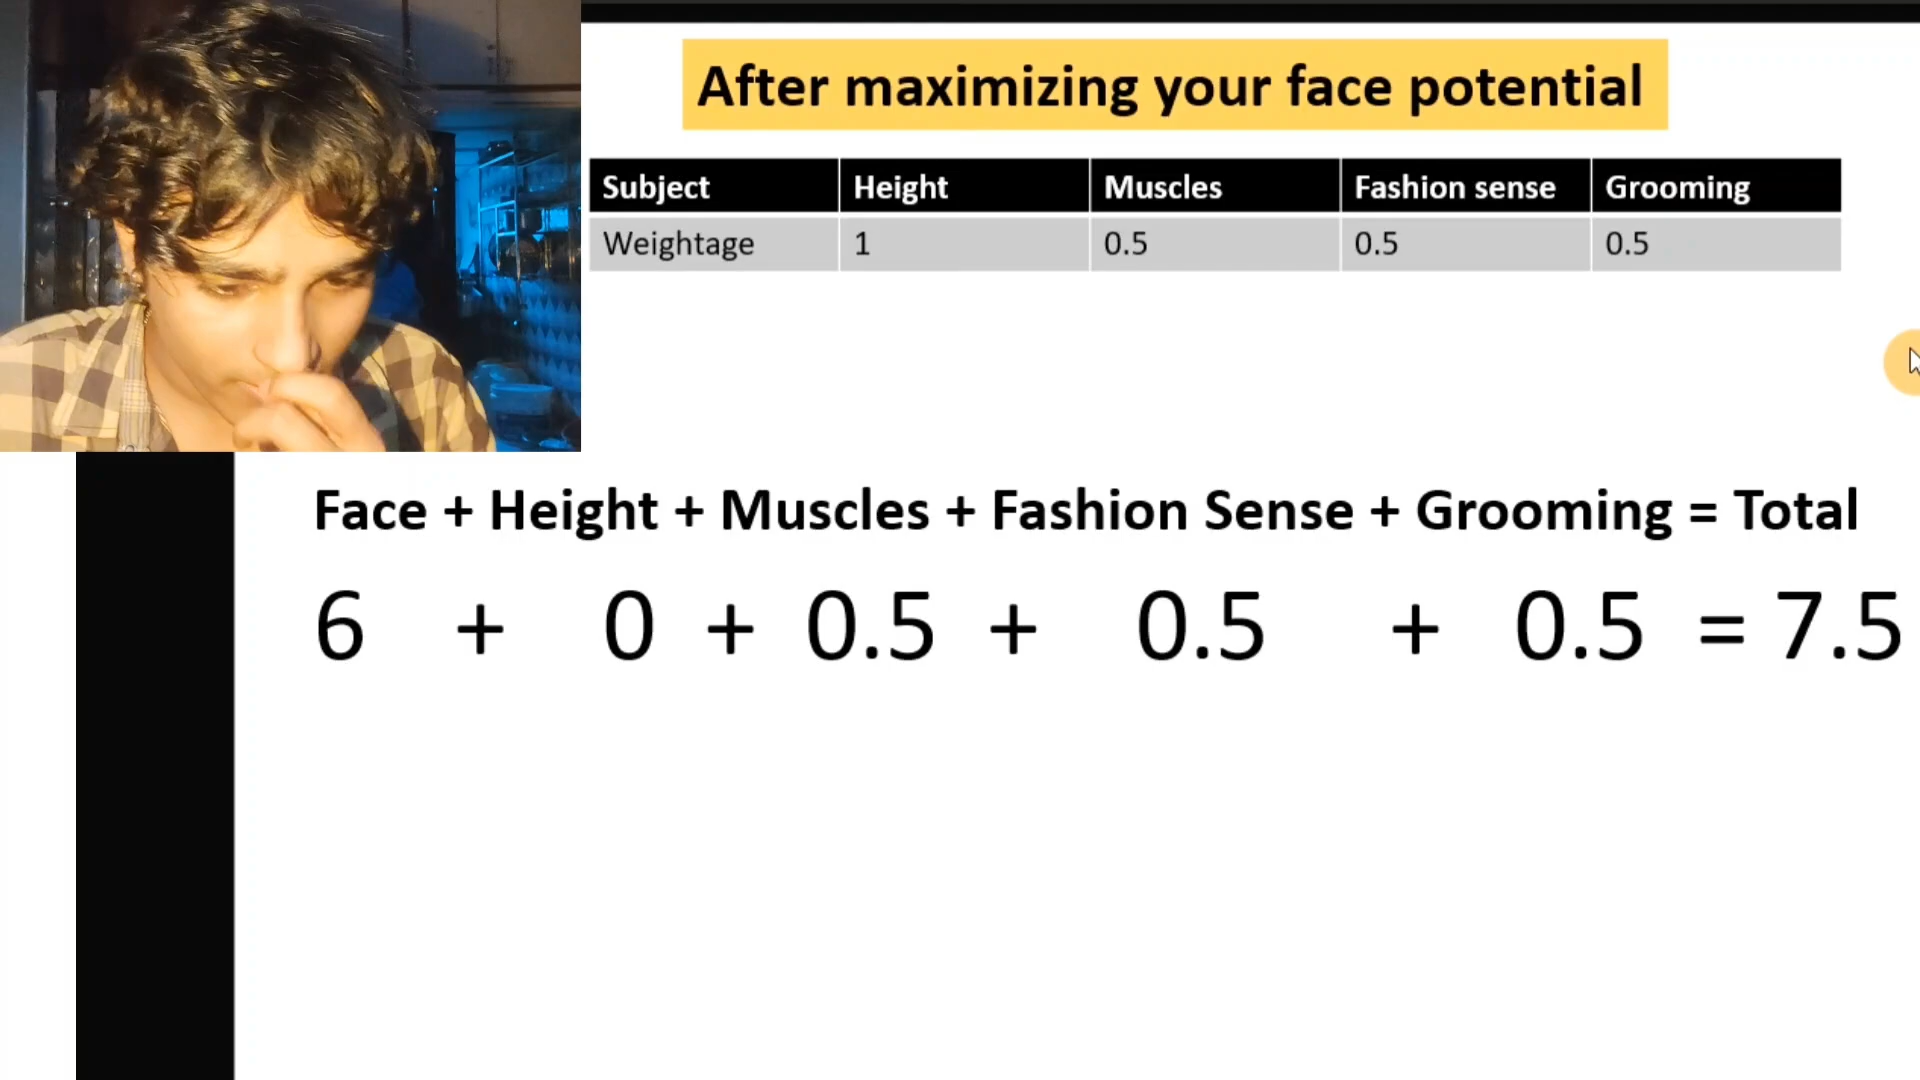 After maximizing your face potential
Subject Height Muscles Fashion sense Grooming
Weightage 1 0.5 0.5 0.5
Face + Height + Muscles + Fashion Sense + Grooming = Total
6 + 0 + 0.5 + 0.5 + 0.5 = 7.5